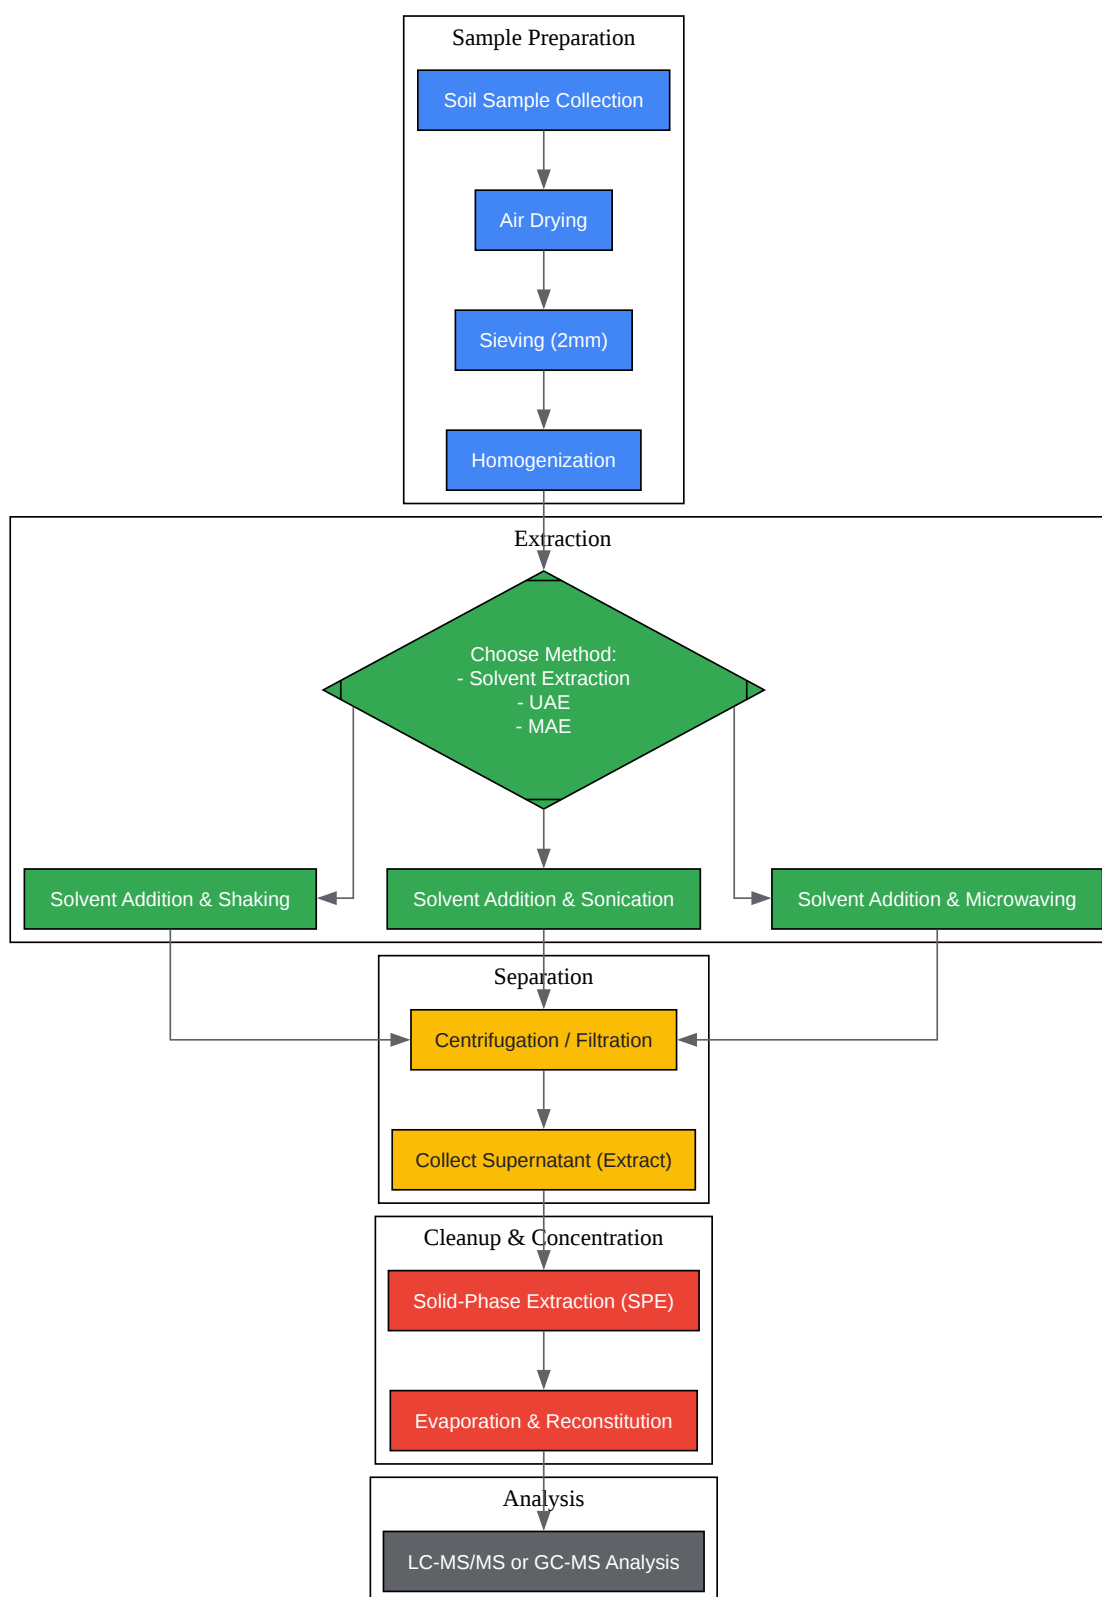 Sample Preparation
Soil Sample Collection
Air Drying
Sieving (2mm)
Homogenization
Extraction
Choose Method:
- Solvent Extraction
- UAE
- MAE
Solvent Addition & Shaking
Solvent Addition & Sonication
Solvent Addition & Microwaving
Separation
Centrifugation / Filtration
Collect Supernatant (Extract)
Cleanup & Concentration
Solid-Phase Extraction (SPE)
Evaporation & Reconstitution
Analysis
LC-MS/MS or GC-MS Analysis